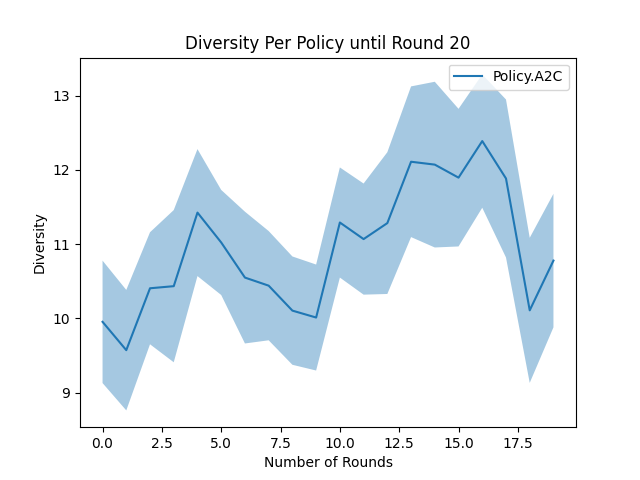 Diversity Per Policy until Round 20
Policy.A2C
13
12
11
10
9
Diversity
0.0 2.5 5.0 7.5 10.0 12.5 15.0 17.5
Number of Rounds